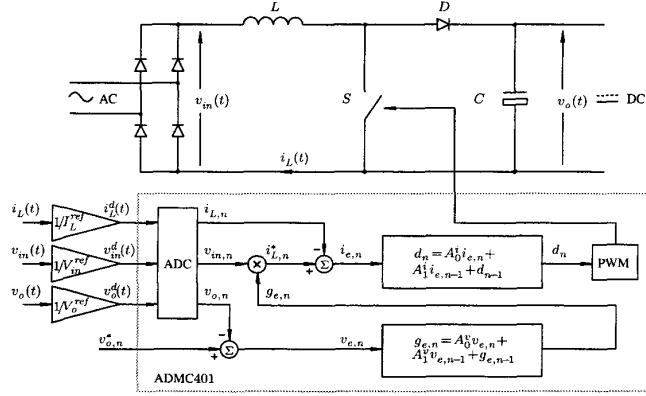 L
D
AC
v_in(t)
S
C
v_o(t)
DC
i_L(t)
i_L(t)
1/I_L^ref
i_L^d(t)
i_L,n
v_in(t)
1/V_in^ref
v_in^d(t)
ADC
v_in,n
i*_L,n
i_e,n
d_n = A_0^i i_e,n +
A_1^i i_e,n-1 + d_n-1
d_n
PWM
v_o(t)
1/V_o^ref
v_o^d(t)
v_o,n
g_e,n
v*_o,n
v_e,n
g_e,n = A_0^v v_e,n +
A_1^v v_e,n-1 + g_e,n-1
× − + Σ
− + Σ
ADMC401